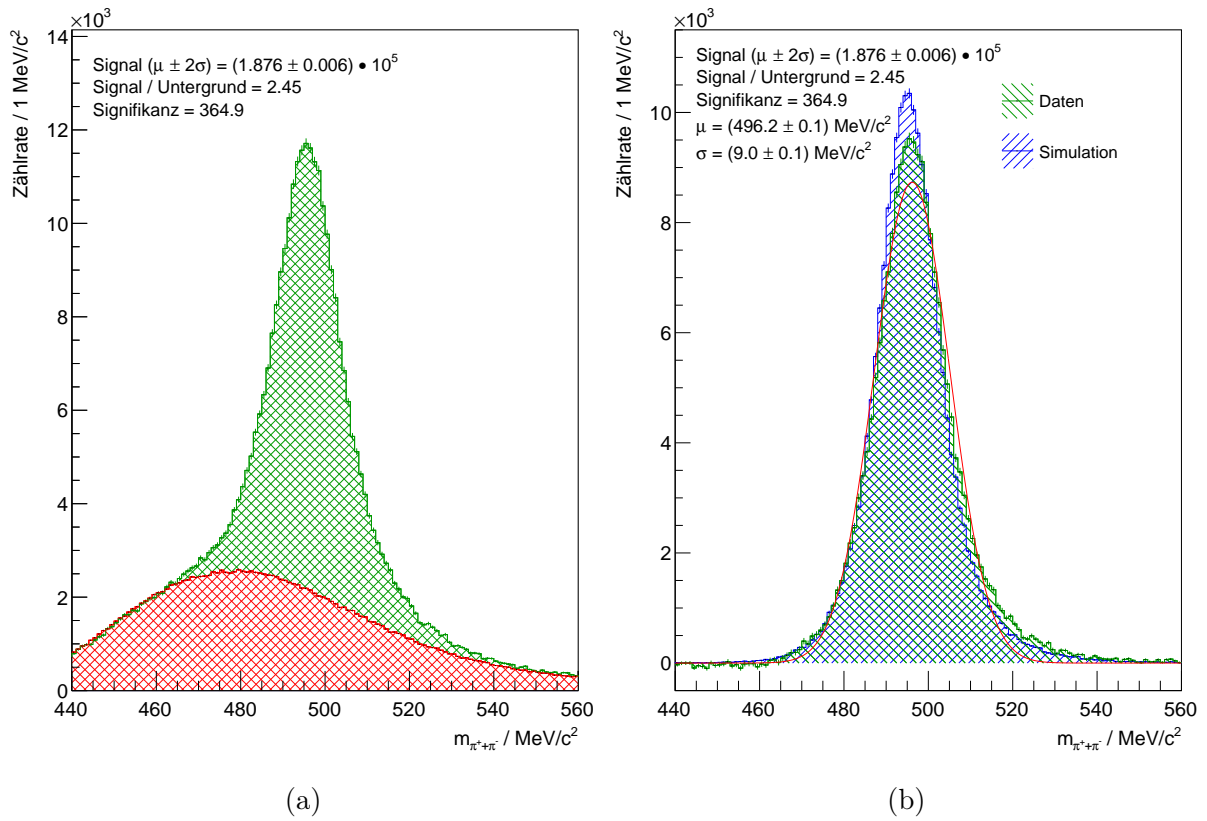 ×10³
Zählrate / 1 MeV/c²
14
12
10
8
6
4
2
0
Signal (μ ± 2σ) = (1.876 ± 0.006) • 10⁵
Signal / Untergrund = 2.45
Signifikanz = 364.9
440 460 480 500 520 540 560
m_π⁺+π⁻ / MeV/c²
(a)
×10³
Zählrate / 1 MeV/c²
10
8
6
4
2
0
Signal (μ ± 2σ) = (1.876 ± 0.006) • 10⁵
Signal / Untergrund = 2.45
Signifikanz = 364.9
μ = (496.2 ± 0.1) MeV/c²
σ = (9.0 ± 0.1) MeV/c²
Daten
Simulation
440 460 480 500 520 540 560
m_π⁺+π⁻ / MeV/c²
(b)